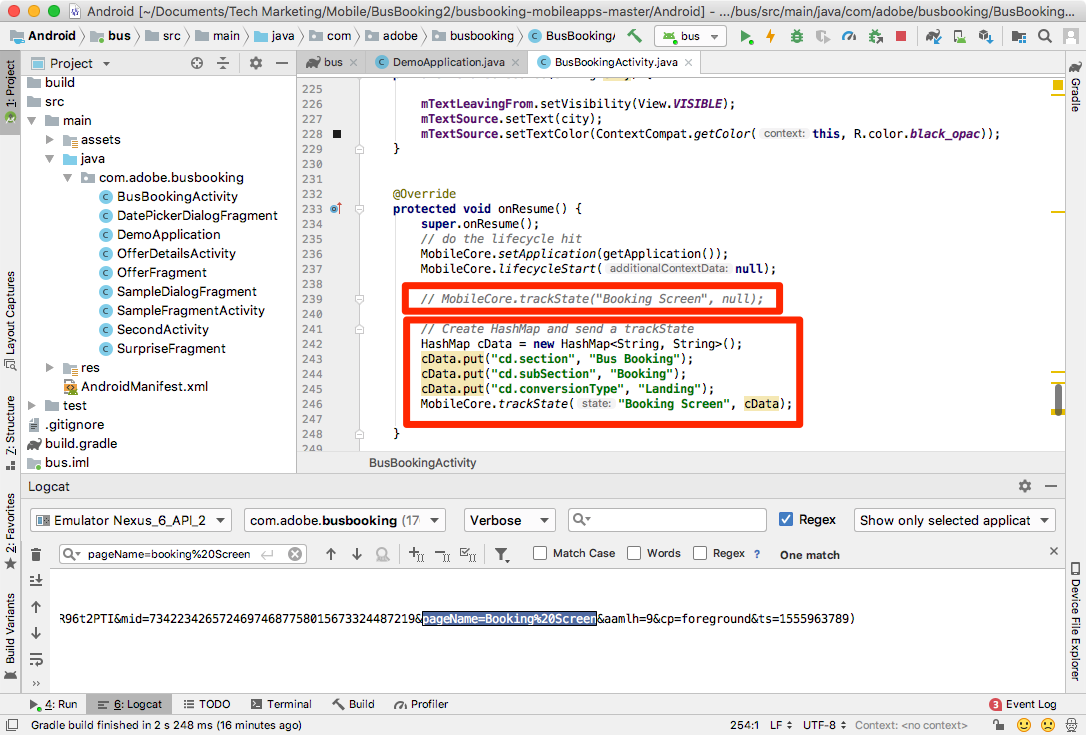 Android [~/Documents/Tech Marketing/Mobile/BusBooking2/busbooking-mobileapps-master/Android] - .../bus/src/main/java/com/adobe/busbooking/BusBooking...
Android bus src main java com adobe busbooking BusBookingA bus
Project
bus DemoApplication.java BusBookingActivity.java
1: Project
Layout Captures
Z: Structure
2: Favorites
Build Variants
build
src
main
assets
java
com.adobe.busbooking
BusBookingActivity
DatePickerDialogFragment
DemoApplication
OfferDetailsActivity
OfferFragment
SampleDialogFragment
SampleFragmentActivity
SecondActivity
SurpriseFragment
res
AndroidManifest.xml
test
.gitignore
build.gradle
bus.iml
225
226 mTextLeavingFrom.setVisibility(View.VISIBLE);
227 mTextSource.setText(city);
228 mTextSource.setTextColor(ContextCompat.getColor( context: this, R.color.black_opac));
229 }
230
231
232 @Override
233 protected void onResume() {
234 super.onResume();
235 // do the lifecycle hit
236 MobileCore.setApplication(getApplication());
237 MobileCore.lifecycleStart( additionalContextData: null);
238
239 // MobileCore.trackState("Booking Screen", null);
240
241 // Create HashMap and send a trackState
242 HashMap cData = new HashMap<String, String>();
243 cData.put("cd.section", "Bus Booking");
244 cData.put("cd.subSection", "Booking");
245 cData.put("cd.conversionType", "Landing");
246 MobileCore.trackState( state: "Booking Screen", cData);
247
248 }
249
BusBookingActivity
Gradle
Device File Explorer
Logcat
Emulator Nexus_6_API_2 com.adobe.busbooking (17 Verbose Regex Show only selected applicat
pageName=booking%20Screen Match Case Words Regex ? One match
R96t2PTI&mid=73422342657246974687758015673324487219&pageName=Booking%20Screen&aamlh=9&cp=foreground&ts=1555963789)
4: Run 6: Logcat TODO Terminal Build Profiler 3 Event Log
Gradle build finished in 2 s 248 ms (16 minutes ago) 254:1 LF UTF-8 Context: <no context>